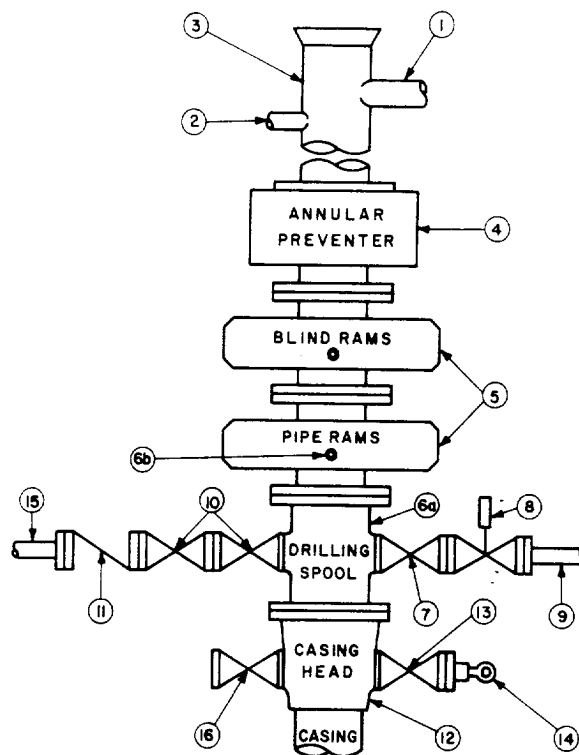 1
3
2
ANNULAR
PREVENTER
4
BLIND RAMS
5
PIPE RAMS
6b
15
10
6a
8
DRILLING
SPOOL
11
7
9
13
CASING
HEAD
16
12
14
CASING